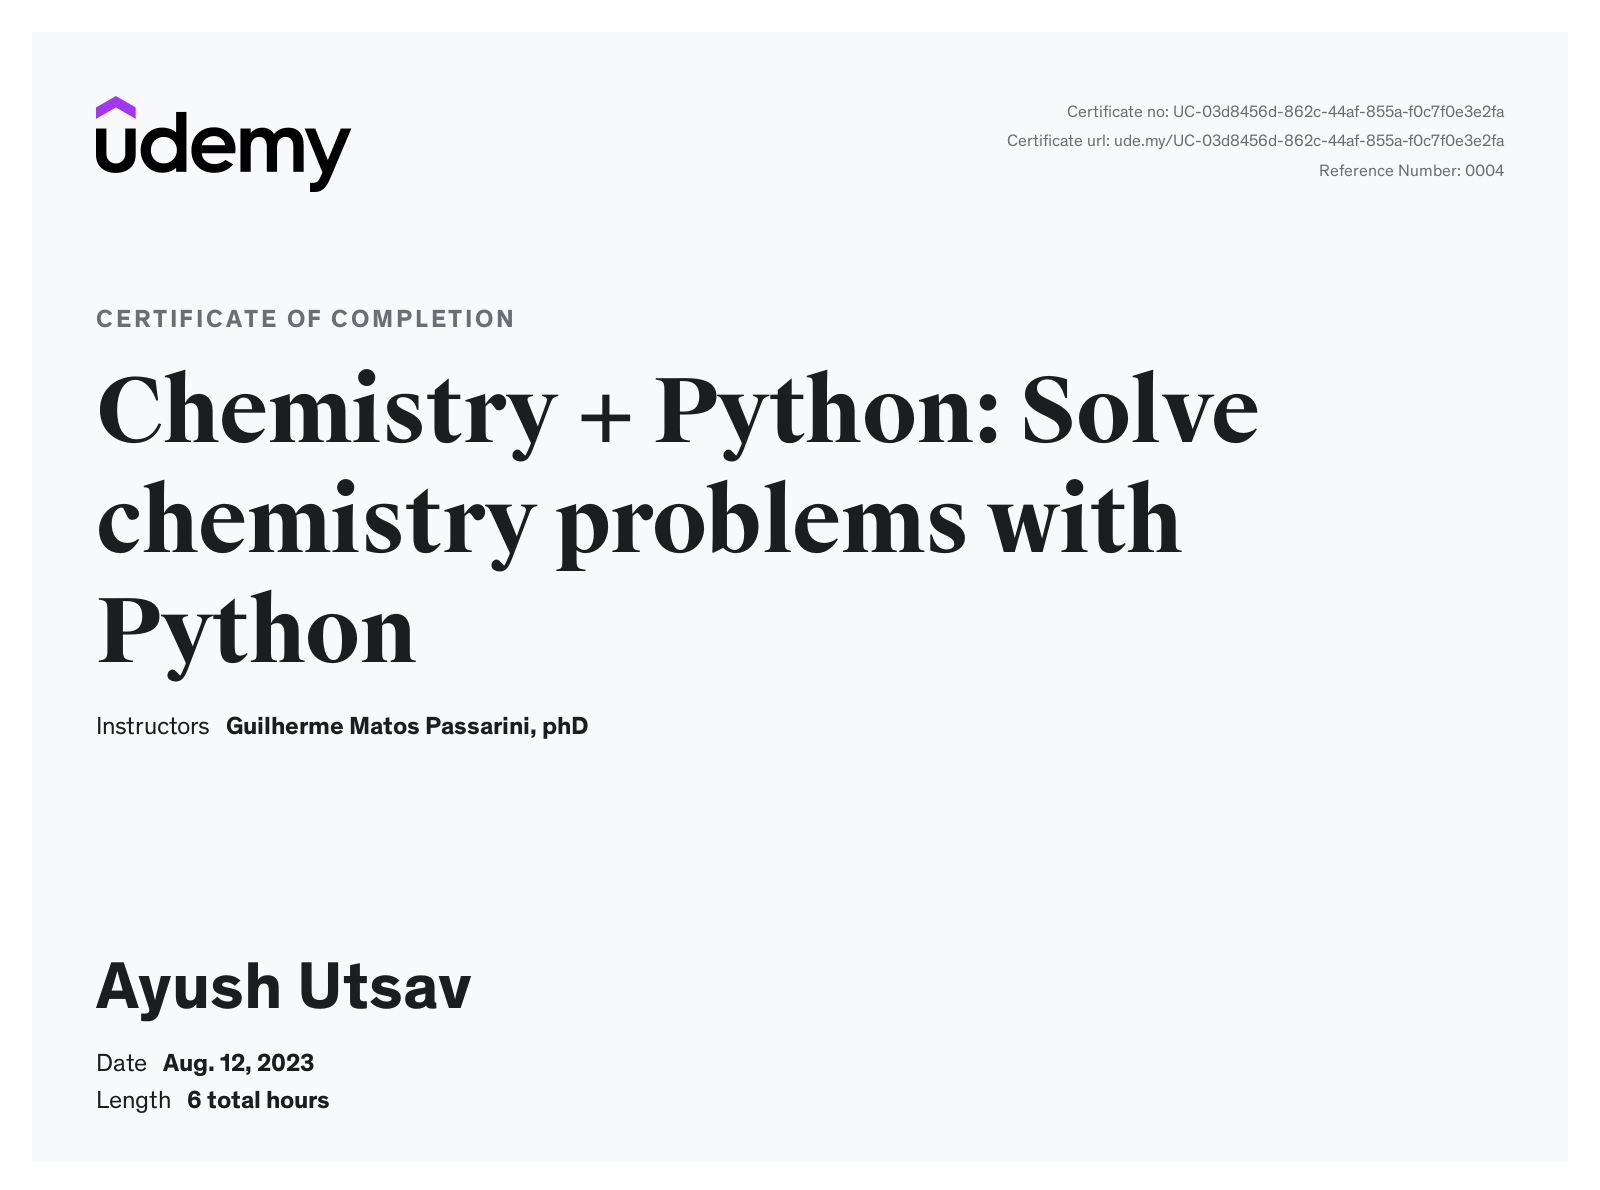 udemy
Certificate no: UC-03d8456d-862c-44af-855a-f0c7f0e3e2fa
Certificate url: ude.my/UC-03d8456d-862c-44af-855a-f0c7f0e3e2fa
Reference Number: 0004
CERTIFICATE OF COMPLETION
Chemistry + Python: Solve
chemistry problems with
Python
Instructors Guilherme Matos Passarini, phD
Ayush Utsav
Date Aug. 12, 2023
Length 6 total hours